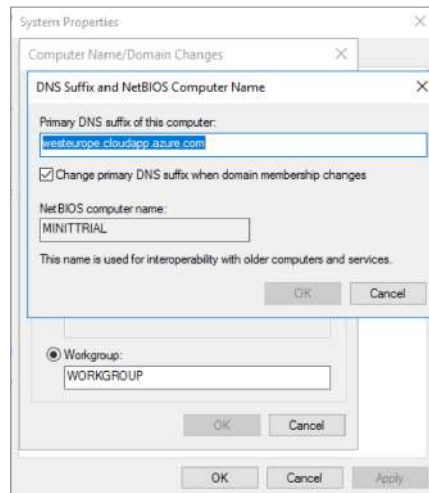 System Properties
Computer Name/Domain Changes
DNS Suffix and NetBIOS Computer Name
Primary DNS suffix of this computer:
westeurope.cloudapp.azure.com
Change primary DNS suffix when domain membership changes
NetBIOS computer name:
MINITTRIAL
This name is used for interoperability with older computers and services.
OK Cancel
Workgroup:
WORKGROUP
OK Cancel
OK Cancel Apply